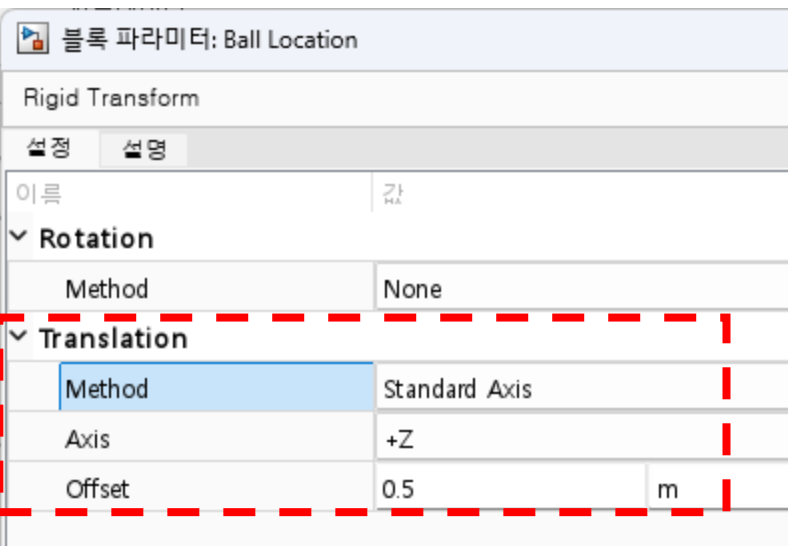 블록 파라미터: Ball Location
Rigid Transform
설정 설명
이름 값
Rotation
Method None
Translation
Method Standard Axis
Axis +Z
Offset 0.5 m